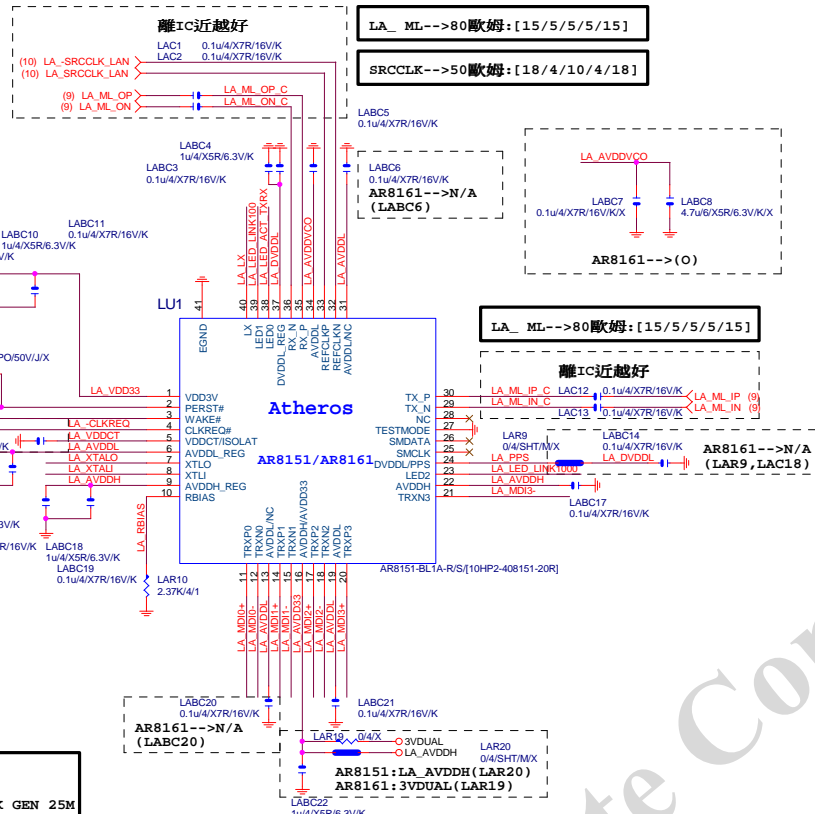 離IC近越好
LA_ ML-->80歐姆:[15/5/5/5/15]
LAC1 0.1u/4/X7R/16V/K
LAC2 0.1u/4/X7R/16V/K
(10) LA_-SRCCLK_LAN
(10) LA_SRCCLK_LAN
SRCCLK-->50歐姆:[18/4/10/4/18]
(9) LA_ML_OP
LA_ML_OP_C
(9) LA_ML_ON
LA_ML_ON_C
LABC5
0.1u/4/X7R/16V/K
LABC4
1u/4/X5R/6.3V/K
LABC3
0.1u/4/X7R/16V/K
LABC6
0.1u/4/X7R/16V/K
AR8161-->N/A
(LABC6)
LA_AVDDVCO
LABC7
0.1u/4/X7R/16V/K/X
LABC8
4.7u/6/X5R/6.3V/K/X
AR8161-->(O)
LABC11
0.1u/4/X7R/16V/K
LABC10
1u/4/X5R/6.3V/K
V/K
LA_LX
LA_LED_LINK100
LA_LED_ACT_TXRX
LA_DVDDL
LA_AVDDVCO
LA_AVDDL
LU1
41
40
39
38
37
36
35
34
33
32
31
EGND
LX
LED1
LED0
DVDDL_REG
RX_N
RX_P
AVDDL
REFCLKP
REFCLKN
AVDDL/NC
LA_ ML-->80歐姆:[15/5/5/5/15]
離IC近越好
PO/50V/J/X
LA_VDD33
1 VDD3V
2 PERST#
3 WAKE#
LA_-CLKREQ 4 CLKREQ#
LA_VDDCT 5 VDDCT/ISOLAT
LA_AVDDL 6 AVDDL_REG
LA_XTALO 7 XTLO
LA_XTALI 8 XTLI
LA_AVDDH 9 AVDDH_REG
10 RBIAS
Atheros
AR8151/AR8161
TX_P 30 LA_ML_IP_C LAC12 0.1u/4/X7R/16V/K LA_ML_IP (9)
TX_N 29 LA_ML_IN_C LAC13 0.1u/4/X7R/16V/K LA_ML_IN (9)
NC 28
TESTMODE 27
SMDATA 26
SMCLK 25
DVDDL/PPS 24 LA_PPS
LED2 23 LA_LED_LINK1000
AVDDH 22 LA_AVDDH
TRXN3 21 LA_MDI3-
LAR9
0/4/SHT/M/X
LABC14
0.1u/4/X7R/16V/K
LA_DVDDL
AR8161-->N/A
(LAR9,LAC18)
LABC17
0.1u/4/X7R/16V/K
V/K
3V/K
R/16V/K
LABC18
1u/4/X5R/6.3V/K
LABC19
0.1u/4/X7R/16V/K
LA_RBIAS
LAR10
2.37K/4/1
TRXP0
TRXN0
AVDDL/NC
TRXP1
TRXN1
AVDDH/AVDD33
TRXP2
TRXN2
AVDDL
TRXP3
11
12
13
14
15
16
17
18
19
20
AR8151-BL1A-R/S/[10HP2-408151-20R]
LA_MDI0+
LA_MDI0-
LA_AVDDL
LA_MDI1+
LA_MDI1-
LA_AVDD33
LA_MDI2+
LA_MDI2-
LA_AVDDL
LA_MDI3+
LABC20
0.1u/4/X7R/16V/K
AR8161-->N/A
(LABC20)
LABC21
0.1u/4/X7R/16V/K
LAR19 0/4/X
3VDUAL
LA_AVDDH
LAR20
0/4/SHT/M/X
AR8151:LA_AVDDH(LAR20)
AR8161:3VDUAL(LAR19)
LABC22
1u/4/X5R/6.3V/K
K GEN 25M
te Con